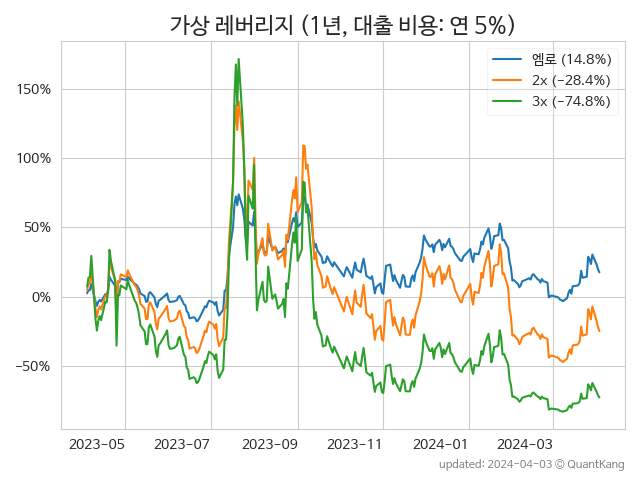 가상 레버리지 (1년, 대출 비용: 연 5%)
엠로 (14.8%)
2x (−28.4%)
3x (−74.8%)
150%
100%
50%
0%
−50%
2023−05 2023−07 2023−09 2023−11 2024−01 2024−03
updated: 2024−04−03 © QuantKang